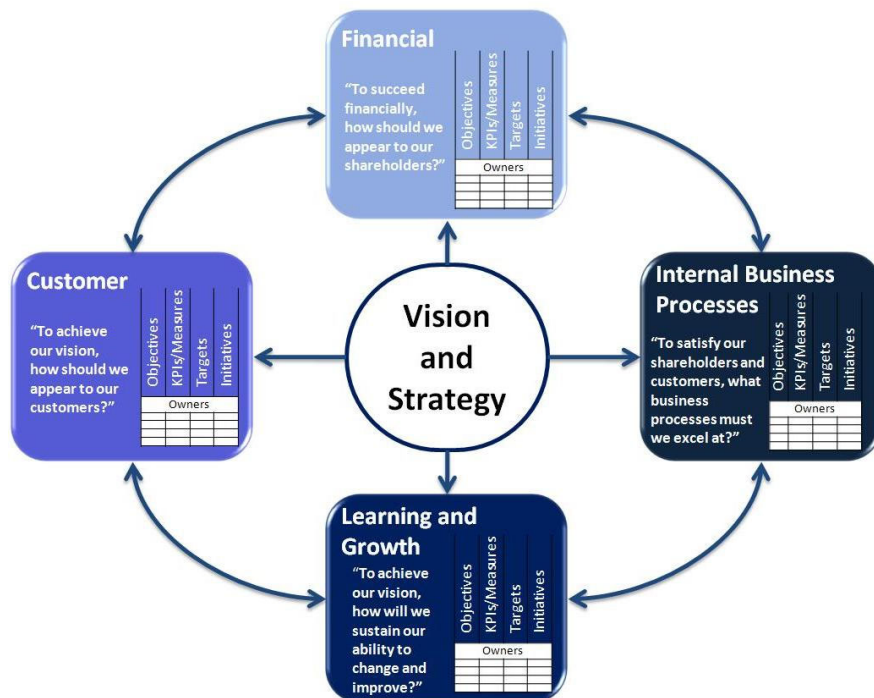 Financial
“To succeed
financially,
how should we
appear to our
shareholders?”
Objectives
KPIs/Measures
Targets
Initiatives
Owners
Customer
“To achieve
our vision,
how should we
appear to our
customers?”
Objectives
KPIs/Measures
Targets
Initiatives
Owners
Vision
and
Strategy
Internal Business
Processes
“To satisfy our
shareholders and
customers, what
business
processes must
we excel at?”
Objectives
KPIs/Measures
Targets
Initiatives
Owners
Learning and
Growth
“To achieve
our vision,
how will we
sustain our
ability to
change and
improve?”
Objectives
KPIs/Measures
Targets
Initiatives
Owners